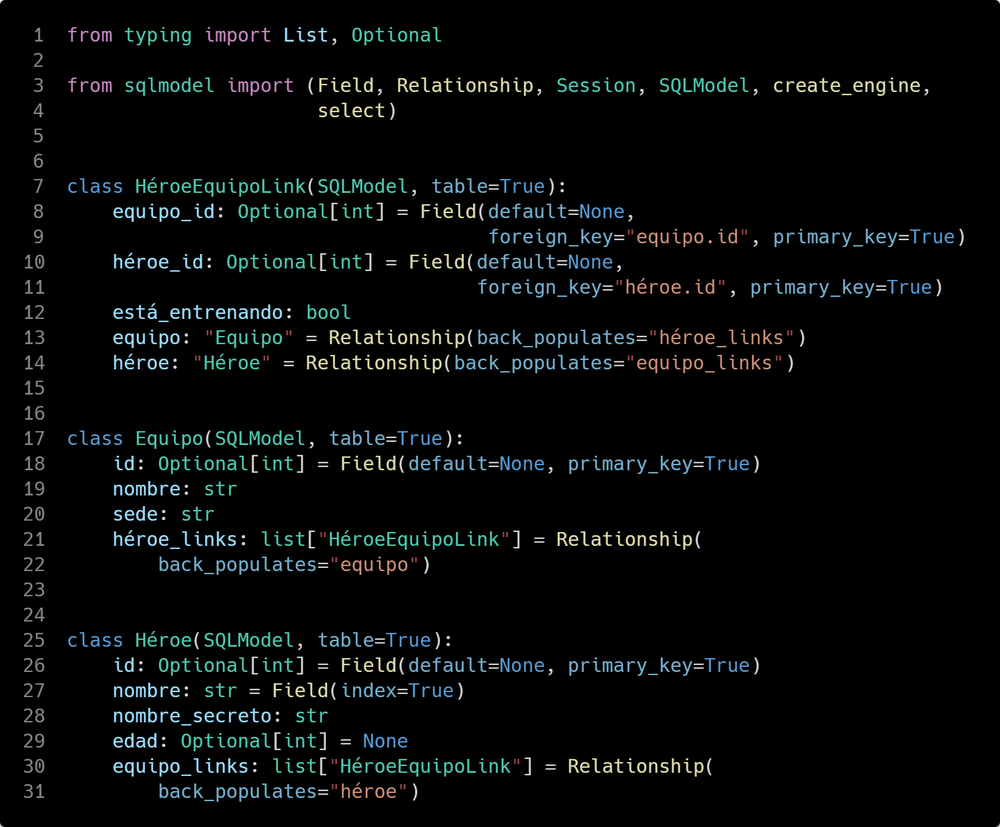 1 from typing import List, Optional
2
3 from sqlmodel import (Field, Relationship, Session, SQLModel, create_engine,
4                       select)
5
6
7 class HéroeEquipoLink(SQLModel, table=True):
8     equipo_id: Optional[int] = Field(default=None,
9                                      foreign_key="equipo.id", primary_key=True)
10     héroe_id: Optional[int] = Field(default=None,
11                                     foreign_key="héroe.id", primary_key=True)
12     está_entrenando: bool
13     equipo: "Equipo" = Relationship(back_populates="héroe_links")
14     héroe: "Héroe" = Relationship(back_populates="equipo_links")
15
16
17 class Equipo(SQLModel, table=True):
18     id: Optional[int] = Field(default=None, primary_key=True)
19     nombre: str
20     sede: str
21     héroe_links: list["HéroeEquipoLink"] = Relationship(
22         back_populates="equipo")
23
24
25 class Héroe(SQLModel, table=True):
26     id: Optional[int] = Field(default=None, primary_key=True)
27     nombre: str = Field(index=True)
28     nombre_secreto: str
29     edad: Optional[int] = None
30     equipo_links: list["HéroeEquipoLink"] = Relationship(
31         back_populates="héroe")